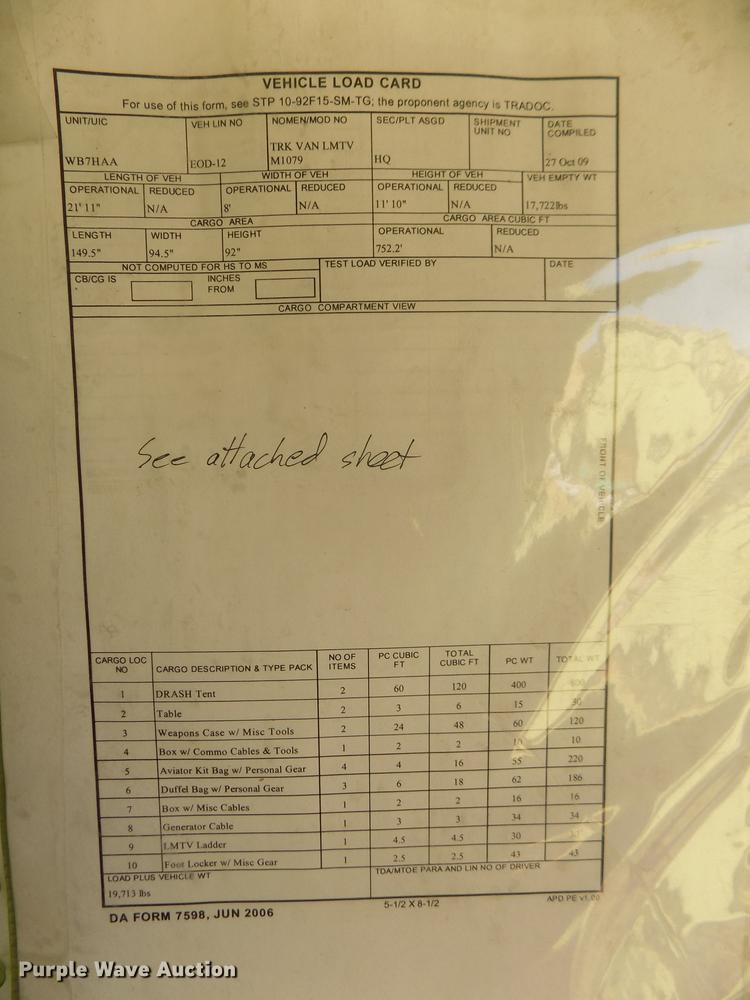 VEHICLE LOAD CARD
For use of this form, see STP 10-92F15-SM-TG; the proponent agency is TRADOC.
UNIT/UIC VEH LIN NO NOMEN/MOD NO SEC/PLT ASGD SHIPMENT UNIT NO DATE COMPILED
WB7HAA EOD-12 TRK VAN LMTV M1079 HQ 27 Oct 09
LENGTH OF VEH WIDTH OF VEH HEIGHT OF VEH VEH EMPTY WT
OPERATIONAL REDUCED OPERATIONAL REDUCED OPERATIONAL REDUCED
21' 11" N/A 8' N/A 11' 10" N/A 17,722lbs
CARGO AREA CARGO AREA CUBIC FT
LENGTH WIDTH HEIGHT OPERATIONAL REDUCED
149.5" 94.5" 92" 752.2' N/A
NOT COMPUTED FOR HS TO MS TEST LOAD VERIFIED BY DATE
CB/CG IS INCHES FROM
CARGO COMPARTMENT VIEW
See attached sheet
FRONT OF VEHICLE
CARGO LOC NO CARGO DESCRIPTION & TYPE PACK NO OF ITEMS PC CUBIC FT TOTAL CUBIC FT PC WT TOTAL WT
1 DRASH Tent 2 60 120 400 800
2 Table 2 3 6 15 30
3 Weapons Case w/ Misc Tools 2 24 48 60 120
4 Box w/ Commo Cables & Tools 1 2 2 10 10
5 Aviator Kit Bag w/ Personal Gear 4 4 16 55 220
6 Duffel Bag w/ Personal Gear 3 6 18 62 186
7 Box w/ Misc Cables 1 2 2 16 16
8 Generator Cable 1 3 3 34 34
9 LMTV Ladder 1 4.5 4.5 30
10 Foot Locker w/ Misc Gear 1 2.5 2.5 43 43
LOAD PLUS VEHICLE WT TDA/MTOE PARA AND LIN NO OF DRIVER
19,713 lbs
DA FORM 7598, JUN 2006 5-1/2 X 8-1/2 APD PE v1.00
Purple Wave Auction